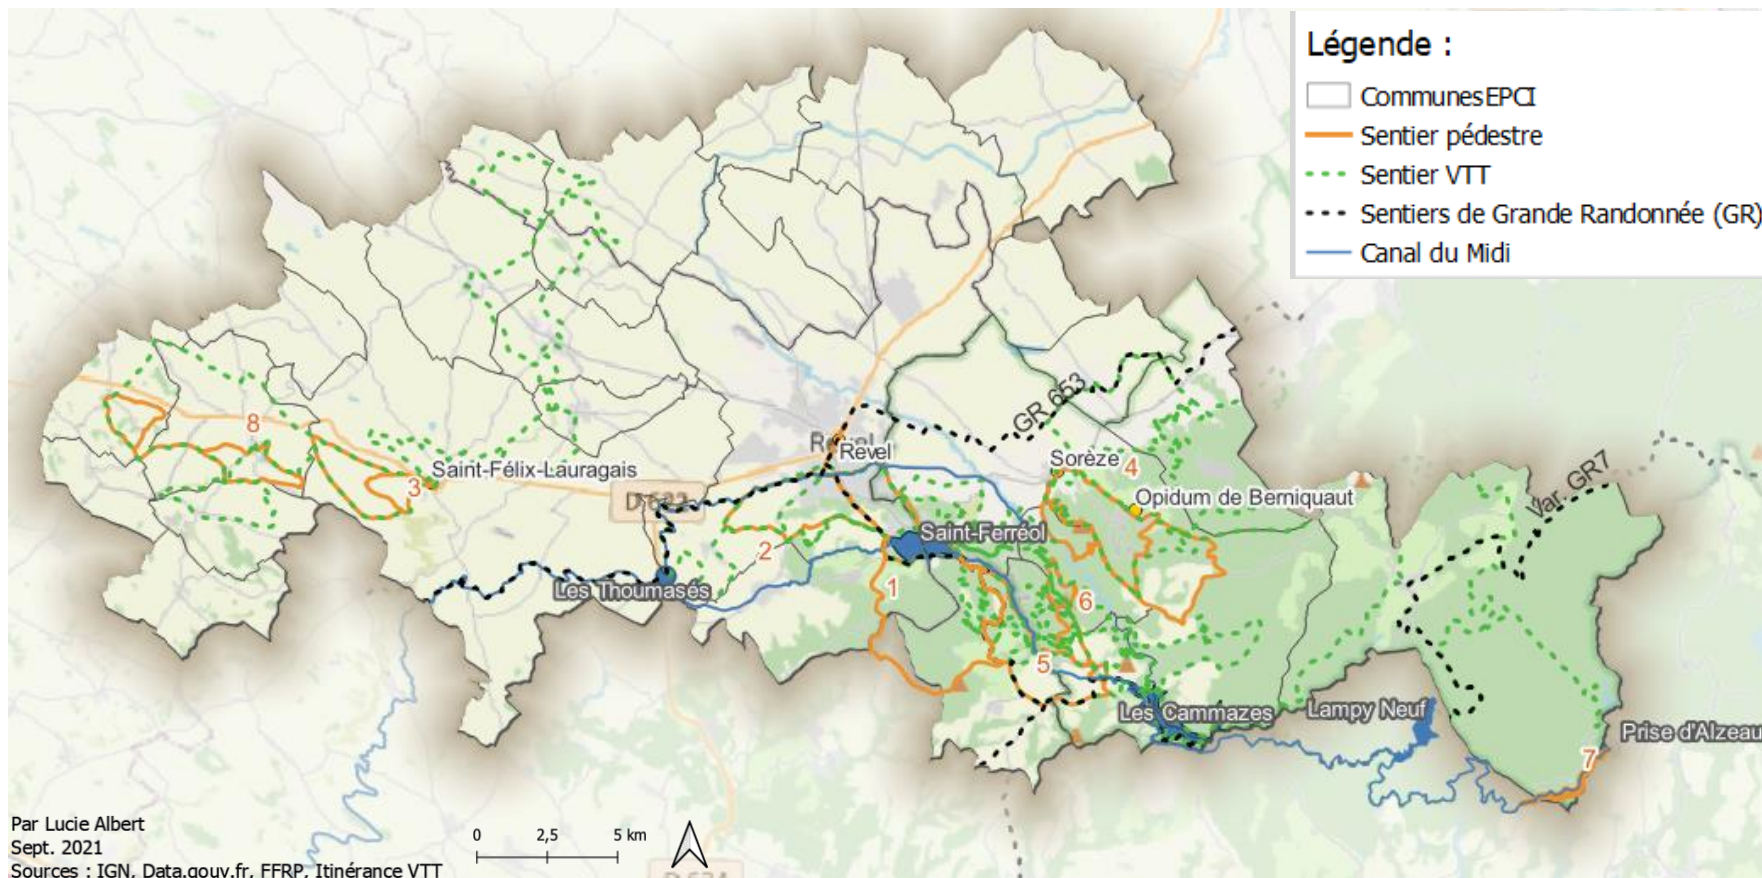 Légende :
CommunesEPCI
Sentier pédestre
Sentier VTT
Sentiers de Grande Randonnée (GR)
Canal du Midi
GR 653
8
Revel
Revel
Saint-Félix-Lauragais
3
Sorèze
4
Opidum de Berniquaut
Var. GR7
D 622
Saint-Ferréol
2
Les Thoumasés
1
6
5
Les Cammazes
Lampy Neuf
Prise d'Alzeau
7
Par Lucie Albert
Sept. 2021
Sources : IGN, Data.gouv.fr, FFRP, Itinérance VTT
0 2,5 5 km